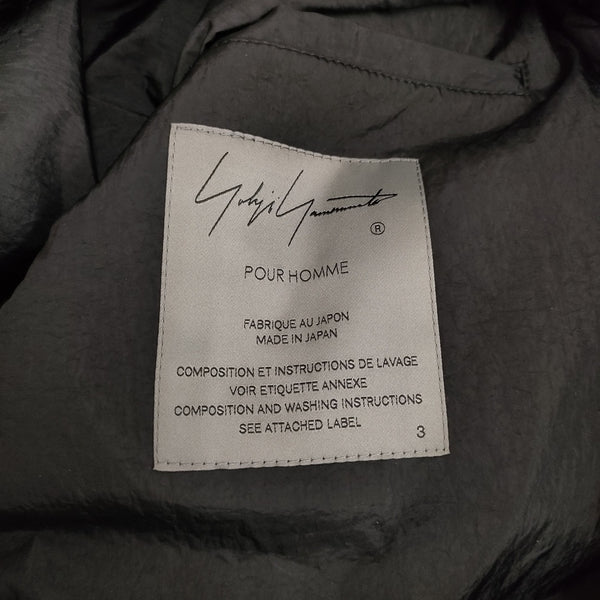 Yohji Yamamoto
®
POUR HOMME
FABRIQUE AU JAPON
MADE IN JAPAN
COMPOSITION ET INSTRUCTIONS DE LAVAGE
VOIR ETIQUETTE ANNEXE
COMPOSITION AND WASHING INSTRUCTIONS
SEE ATTACHED LABEL
3